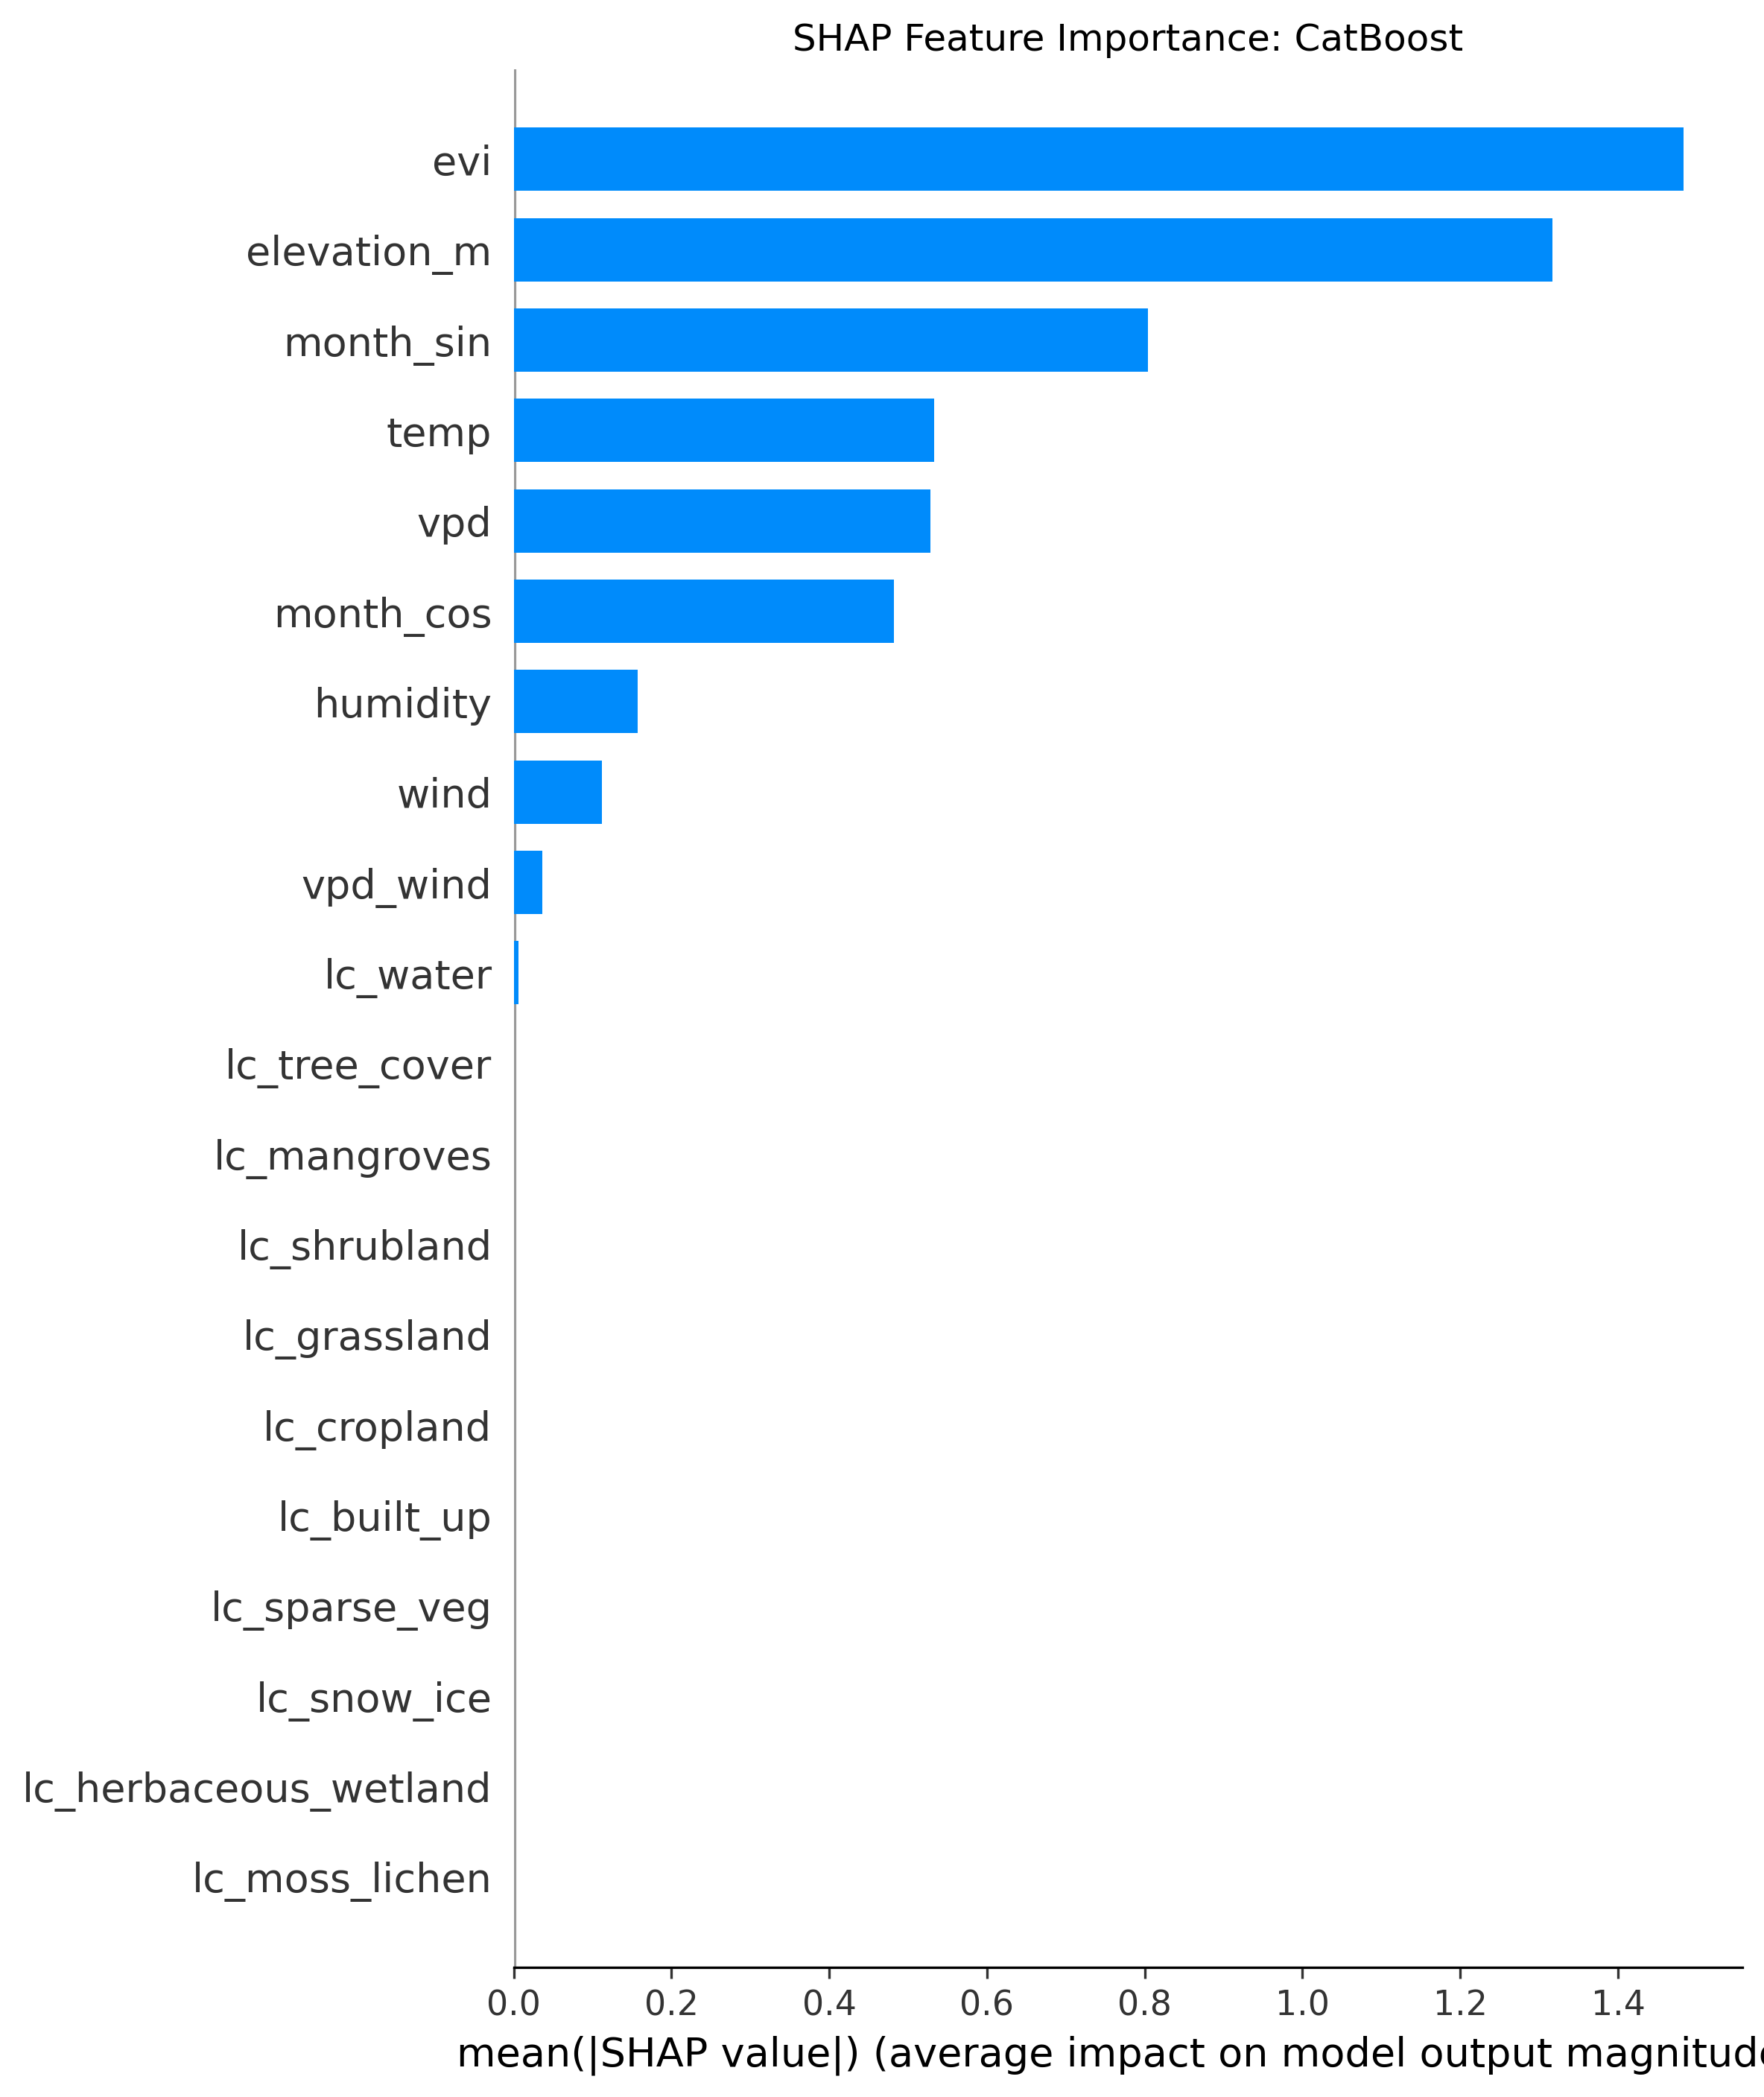 SHAP Feature Importance: CatBoost
evi
elevation_m
month_sin
temp
vpd
month_cos
humidity
wind
vpd_wind
lc_water
lc_tree_cover
lc_mangroves
lc_shrubland
lc_grassland
lc_cropland
lc_built_up
lc_sparse_veg
lc_snow_ice
lc_herbaceous_wetland
lc_moss_lichen
0.0 0.2 0.4 0.6 0.8 1.0 1.2 1.4
mean(|SHAP value|) (average impact on model output magnitude